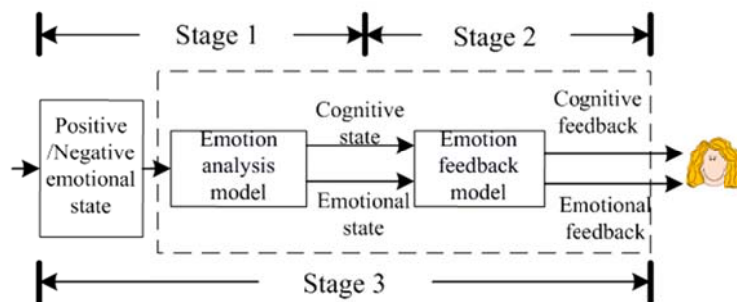 Stage 1
Stage 2
Positive
/Negative
emotional
state
Emotion
analysis
model
Cognitive
state
Emotional
state
Emotion
feedback
model
Cognitive
feedback
Emotional
feedback
Stage 3